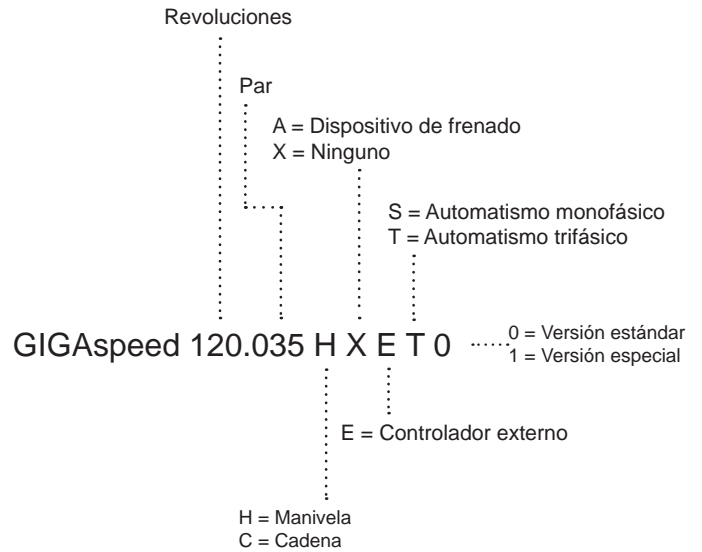 Revoluciones
Par
A = Dispositivo de frenado
X = Ninguno
S = Automatismo monofásico
T = Automatismo trifásico
GIGAspeed 120.035 H X E T 0
0 = Versión estándar
1 = Versión especial
E = Controlador externo
H = Manivela
C = Cadena